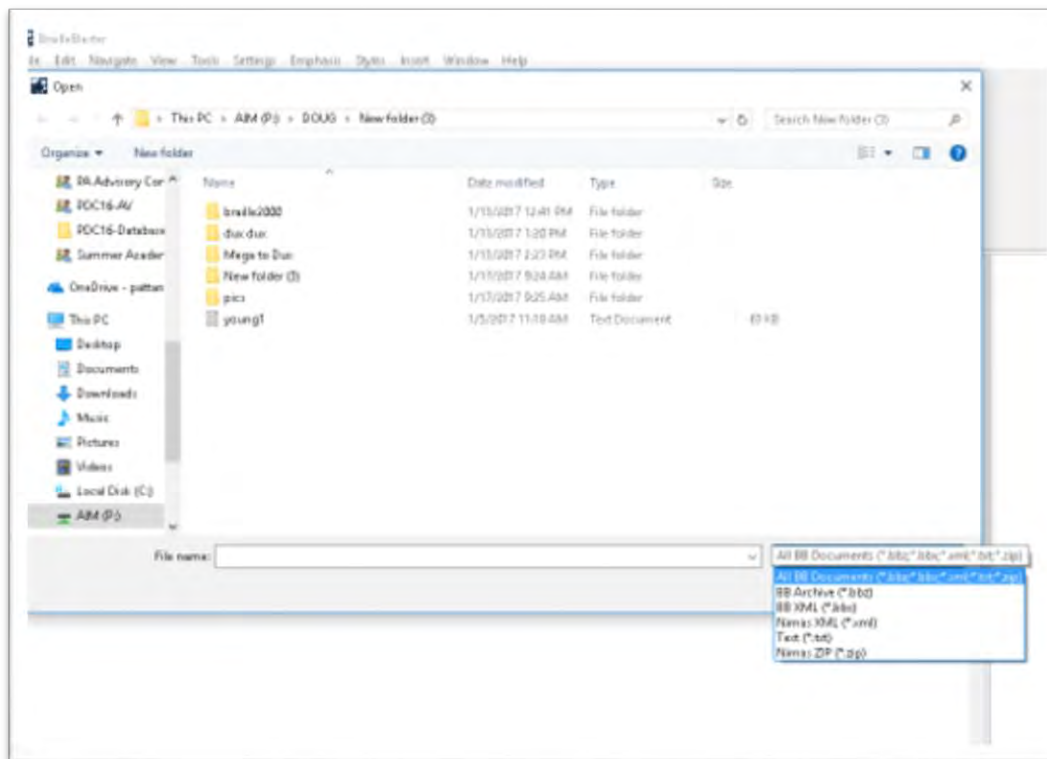 BrailleBlaster
Edit Navigate View Tools Settings Emphasis Styles Insert Window Help
Open
This PC › AIM (P:) › DOUG › New folder (3)
Search New folder (3)
Organize New folder
PA Advisory Cor
PDC16-AV
PDC16-Database
Summer Academ
OneDrive - pattan
This PC
Desktop
Documents
Downloads
Music
Pictures
Videos
Local Disk (C:)
AIM (P:)
Name Date modified Type Size
braille2000 1/13/2017 12:41 PM File folder
dux dux 1/13/2017 1:20 PM File folder
Mega to Dux 1/13/2017 2:23 PM File folder
New folder (3) 1/17/2017 9:24 AM File folder
pics 1/17/2017 9:25 AM File folder
young1 1/5/2017 11:18 AM Text Document KB
File name:
All BB Documents (*.bbz;*.bbx;*.xml;*.txt;*.zip)
All BB Documents (*.bbz;*.bbx;*.xml;*.txt;*.zip)
BB Archive (*.bbz)
BB XML (*.bbx)
Nimas XML (*.xml)
Text (*.txt)
Nimas ZIP (*.zip)